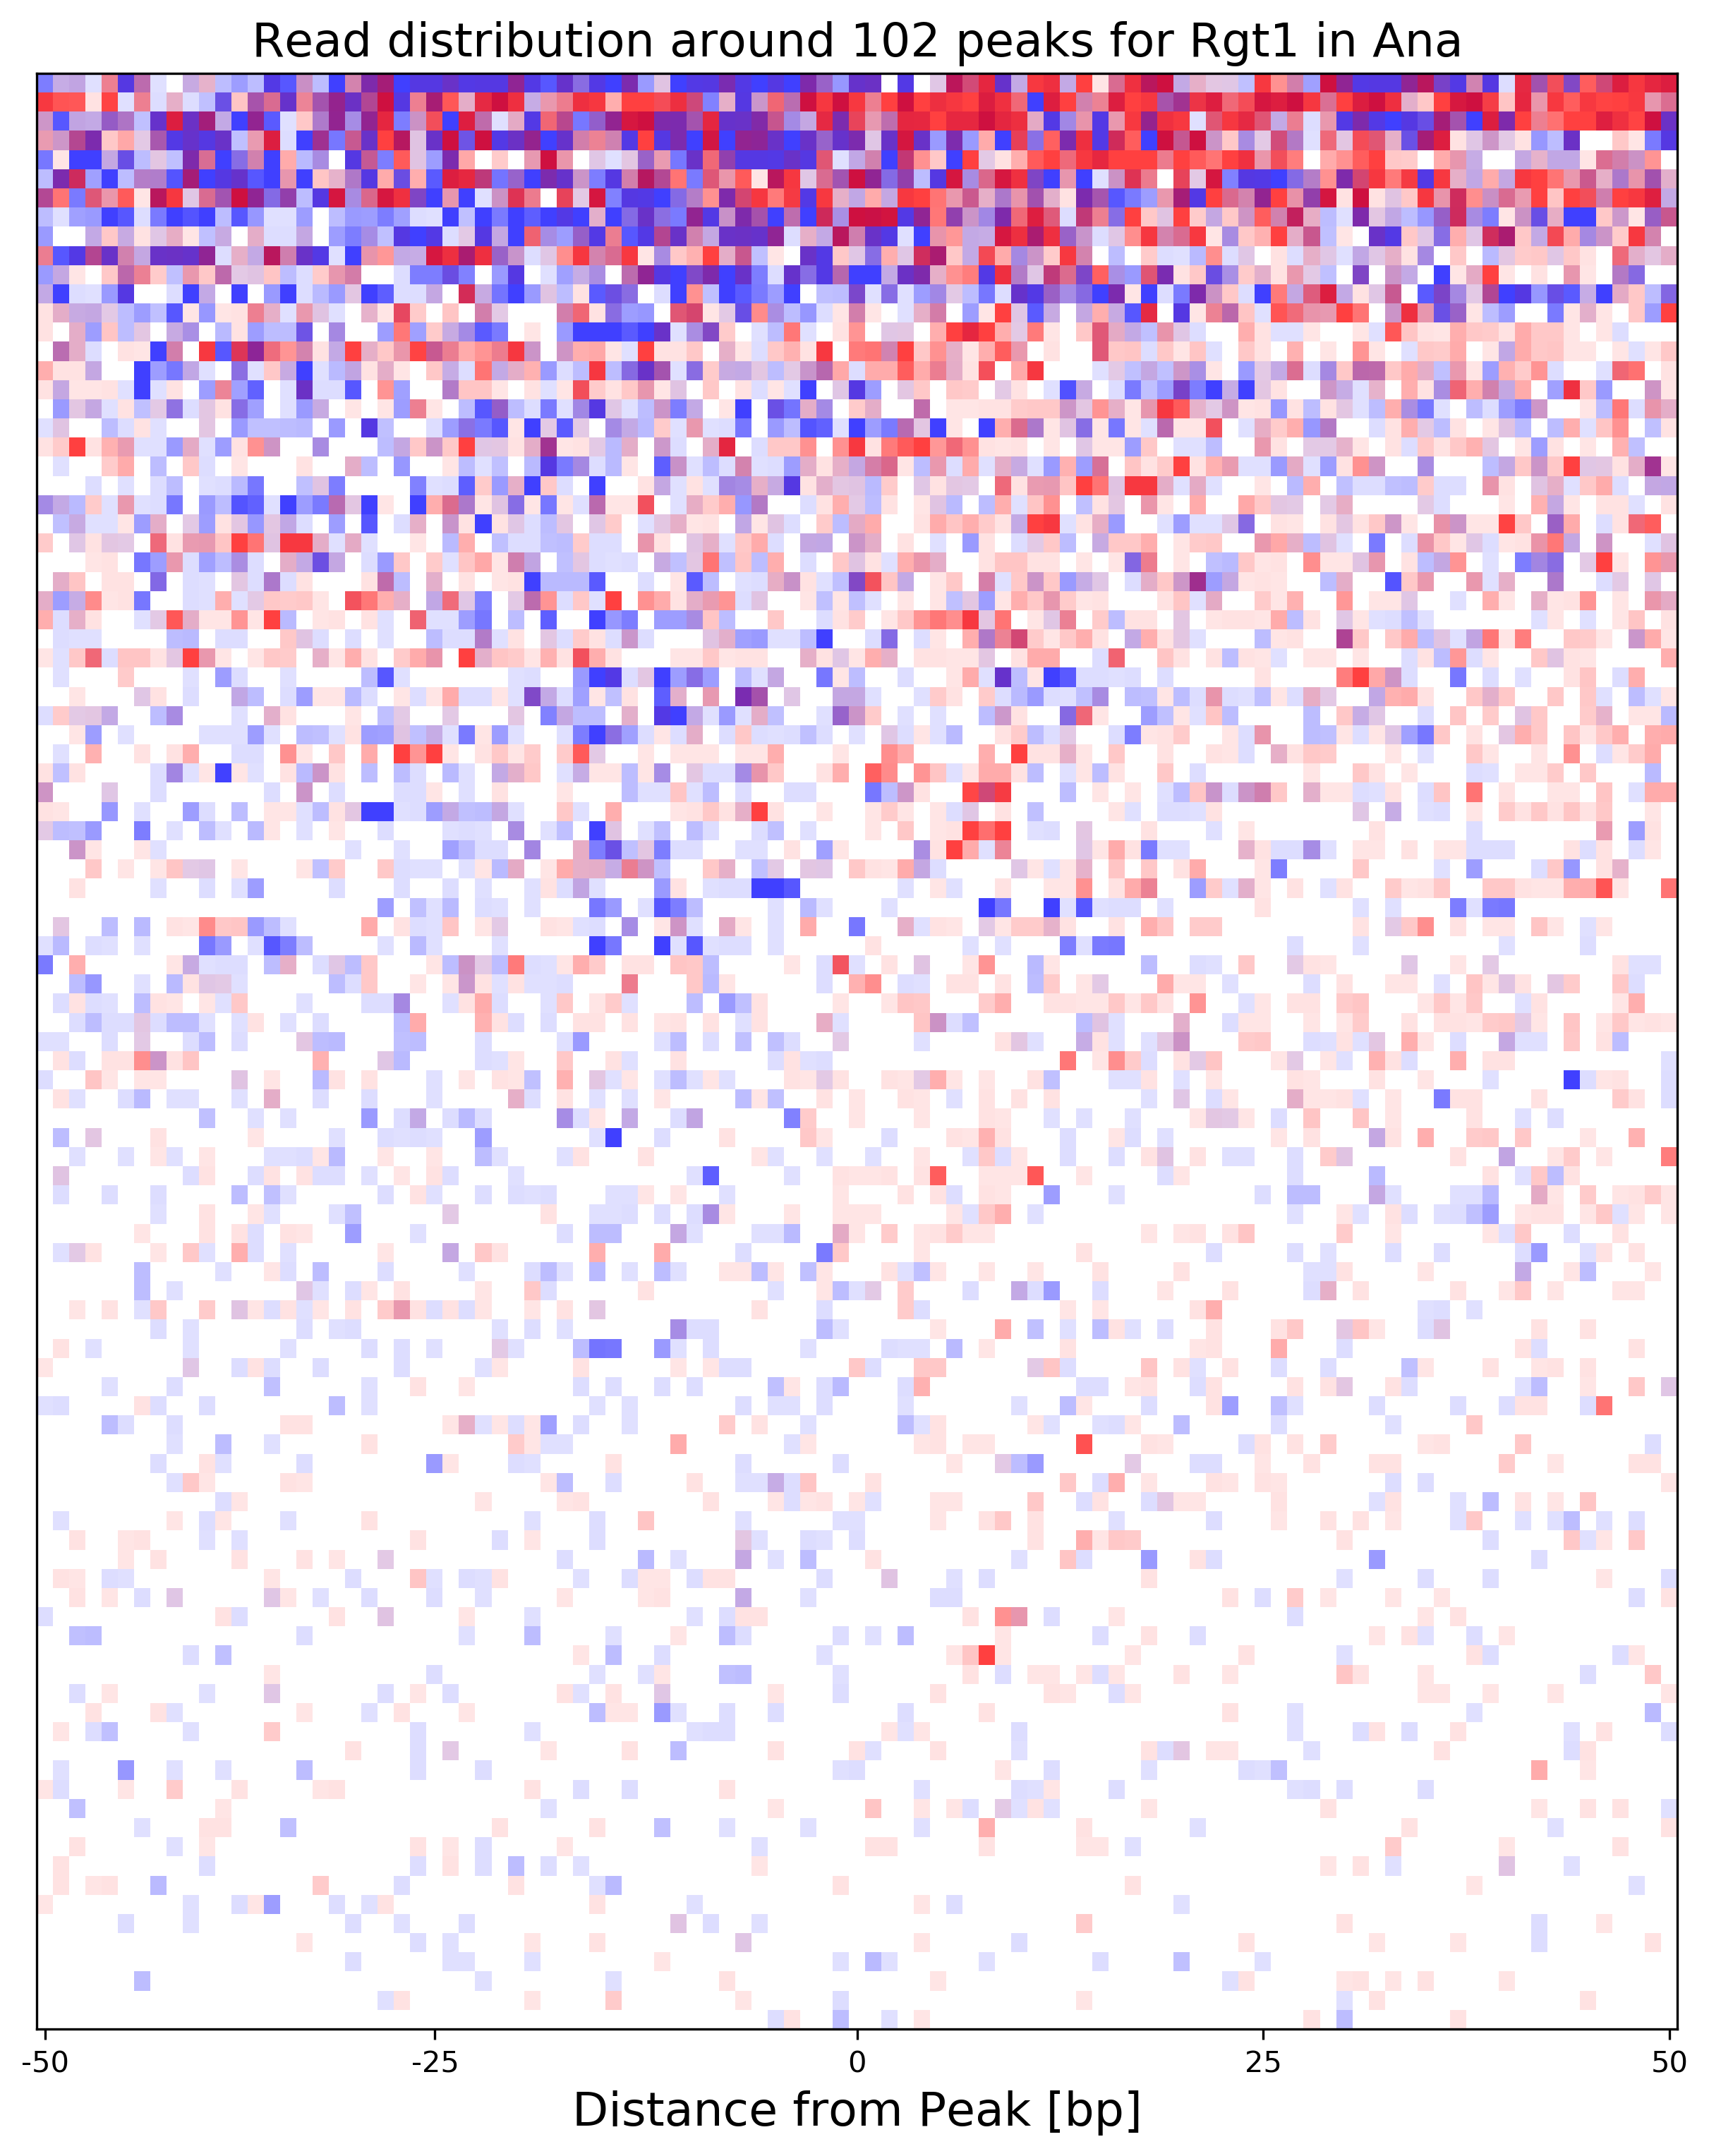 Read distribution around 102 peaks for Rgt1 in Ana
-50 -25 0 25 50
Distance from Peak [bp]